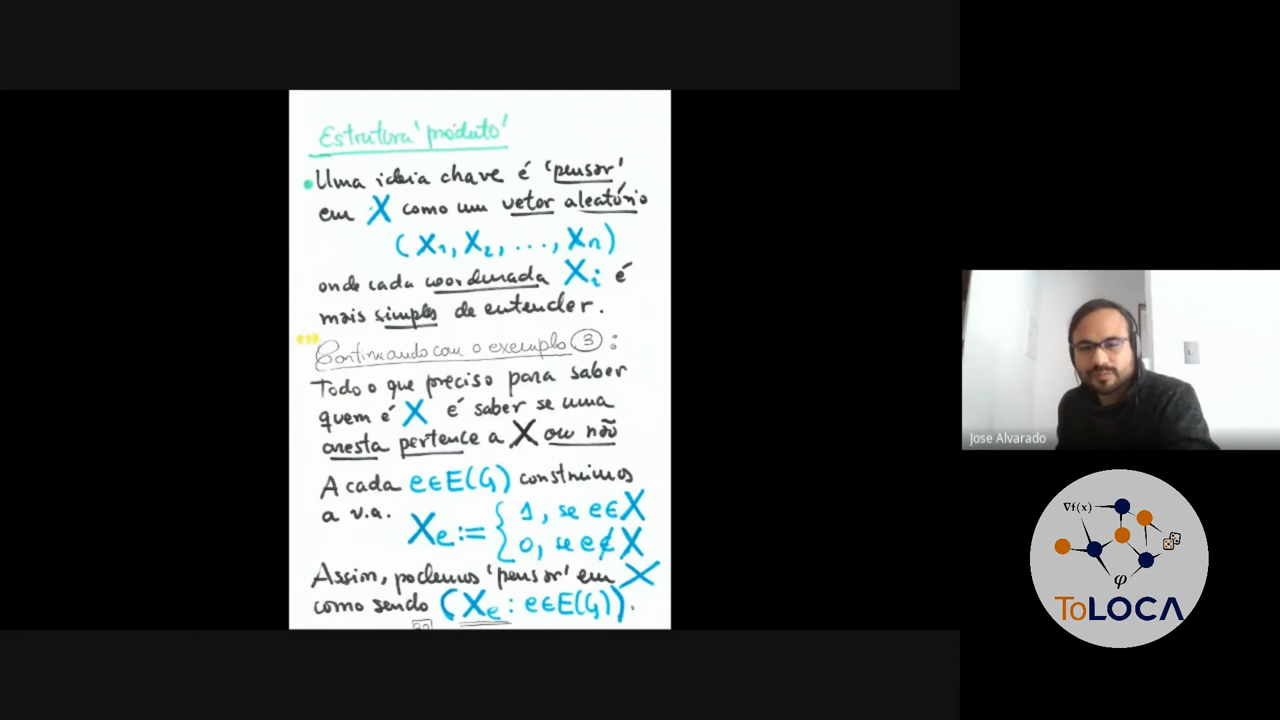 Estrutura 'produto'
• Uma ideia chave é 'pensar'
em X como um vetor aleatório
(X₁, X₂, ..., Xₙ)
onde cada coordenada Xᵢ é
mais simples de entender.
Continuando com o exemplo ③:
Todo o que preciso para saber
quem é X é saber se uma
aresta pertence a X ou não
A cada e∈E(G) construimos
a v.a. Xₑ := { 1, se e∈X
0, se e∉X
Assim, podemos 'pensar' em X
como sendo (Xₑ : e∈E(G)).
Jose Alvarado
∇f(x)
φ
ToLOCA